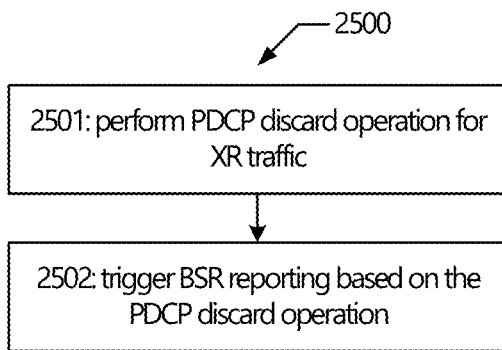 2500
2501: perform PDCP discard operation for
XR traffic
2502: trigger BSR reporting based on the
PDCP discard operation